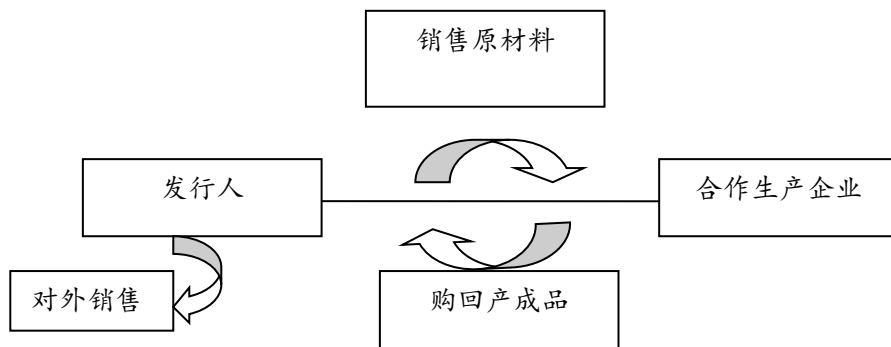 销售原材料
发行人
合作生产企业
对外销售
购回产成品